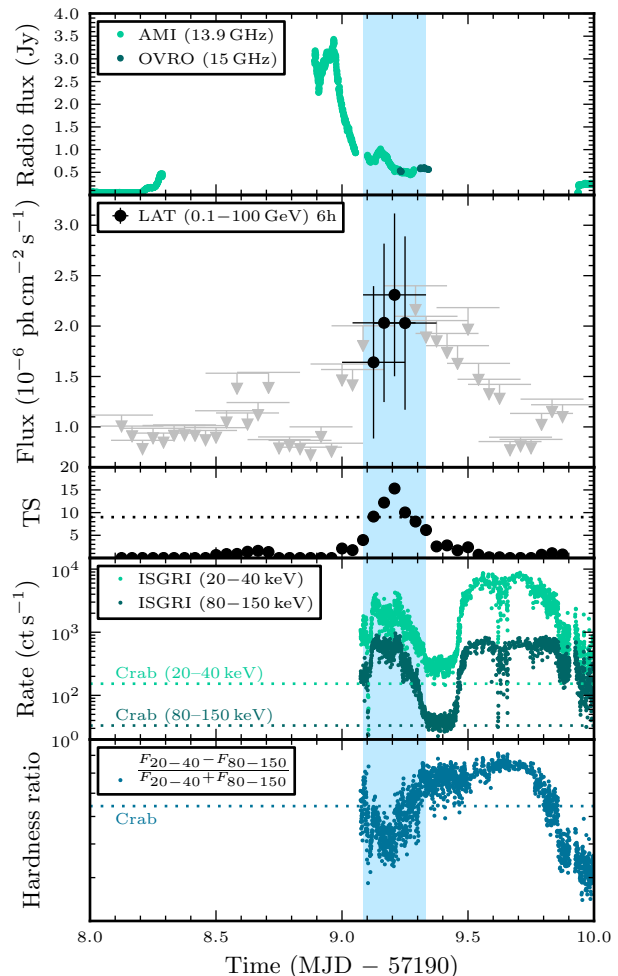 4.0
3.5
3.0
2.5
2.0
1.5
1.0
0.5
Radio flux (Jy)
AMI (13.9 GHz)
OVRO (15 GHz)
3.0
2.5
2.0
1.5
1.0
Flux (10⁻⁶ ph cm⁻² s⁻¹)
LAT (0.1−100 GeV) 6h
20
15
10
5
TS
10⁴
10³
10²
10⁰
Rate (ct s⁻¹)
ISGRI (20−40 keV)
ISGRI (80−150 keV)
Crab (20−40 keV)
Crab (80−150 keV)
Hardness ratio
F₂₀₋₄₀−F₈₀₋₁₅₀
F₂₀₋₄₀+F₈₀₋₁₅₀
Crab
8.0 8.5 9.0 9.5 10.0
Time (MJD − 57190)